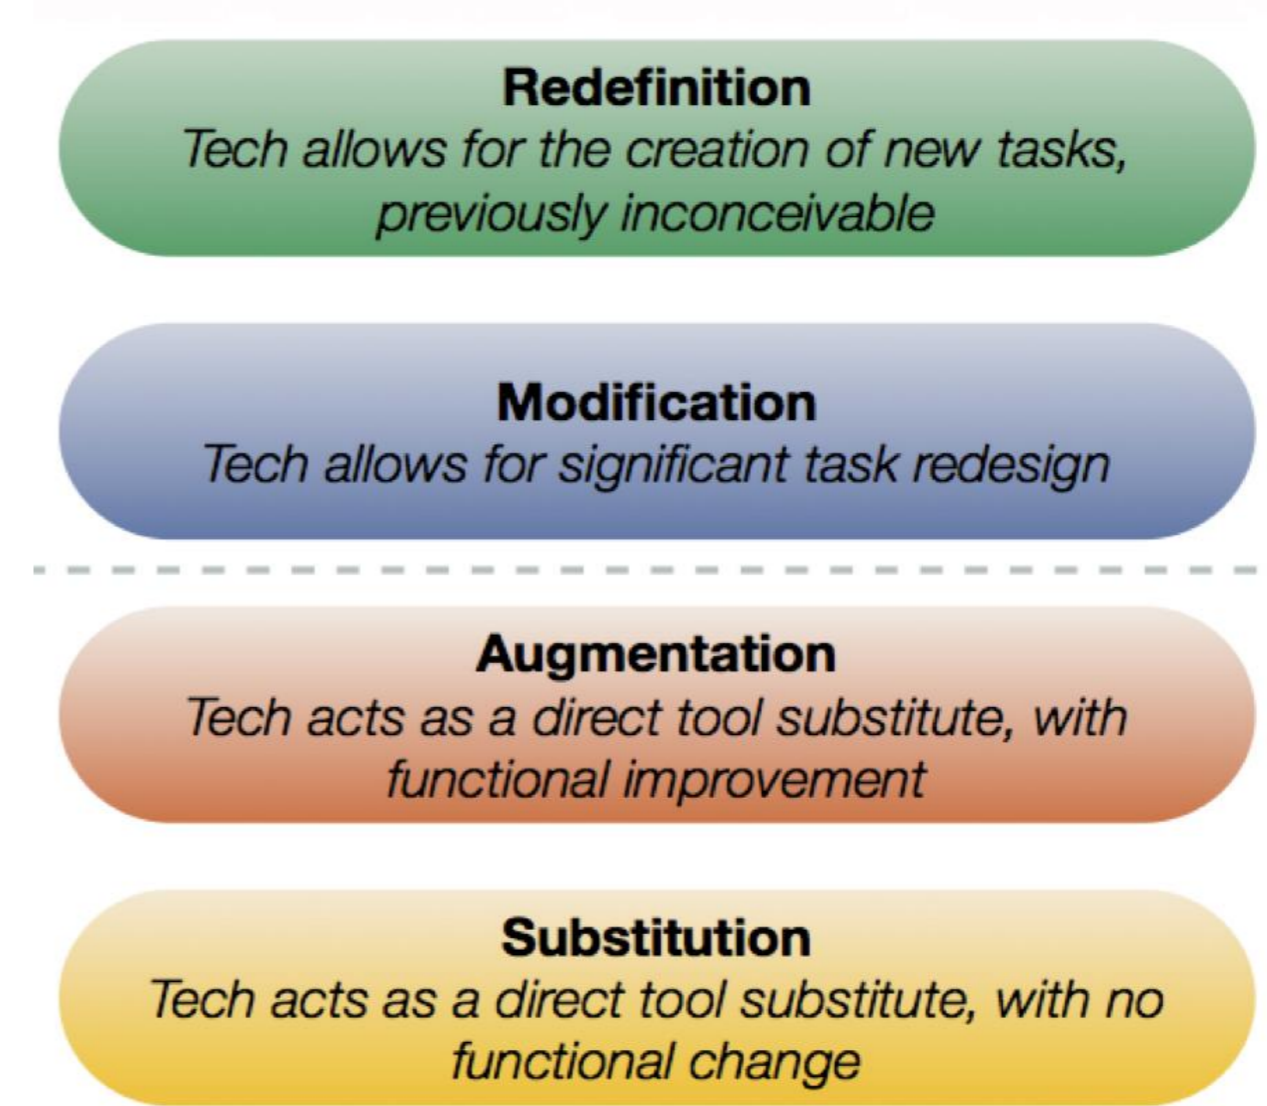 Redefinition
Tech allows for the creation of new tasks,
previously inconceivable
Modification
Tech allows for significant task redesign
Augmentation
Tech acts as a direct tool substitute, with
functional improvement
Substitution
Tech acts as a direct tool substitute, with no
functional change